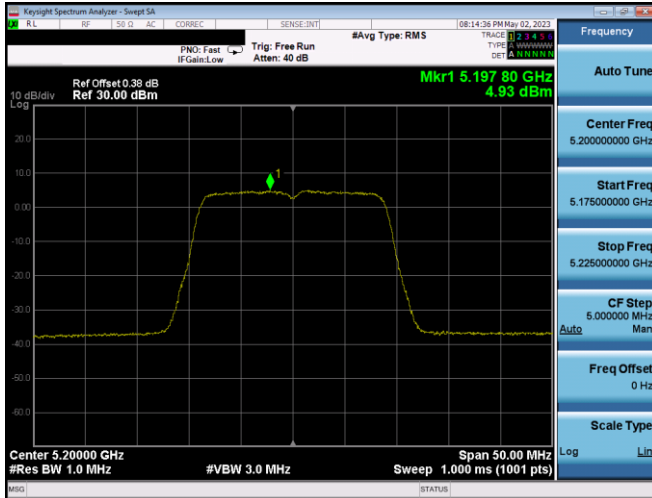 Keysight Spectrum Analyzer - Swept SA
RL RF 50 Ω AC CORREC SENSE:INT 08:14:36 PM May 02, 2023
#Avg Type: RMS
TRACE 1 2 3 4 5 6
TYPE A WWWWW
DET A N N N N N
PNO: Fast Trig: Free Run
IFGain:Low Atten: 40 dB
Mkr1 5.197 80 GHz
4.93 dBm
Ref Offset 0.38 dB
10 dB/div Ref 30.00 dBm
Log
20.0
10.0
0.00
-10.0
-20.0
-30.0
-40.0
-50.0
-60.0
1
Center 5.20000 GHz Span 50.00 MHz
#Res BW 1.0 MHz #VBW 3.0 MHz Sweep 1.000 ms (1001 pts)
MSG STATUS
Frequency
Auto Tune
Center Freq
5.200000000 GHz
Start Freq
5.175000000 GHz
Stop Freq
5.225000000 GHz
CF Step
5.000000 MHz
Auto Man
Freq Offset
0 Hz
Scale Type
Log Lin